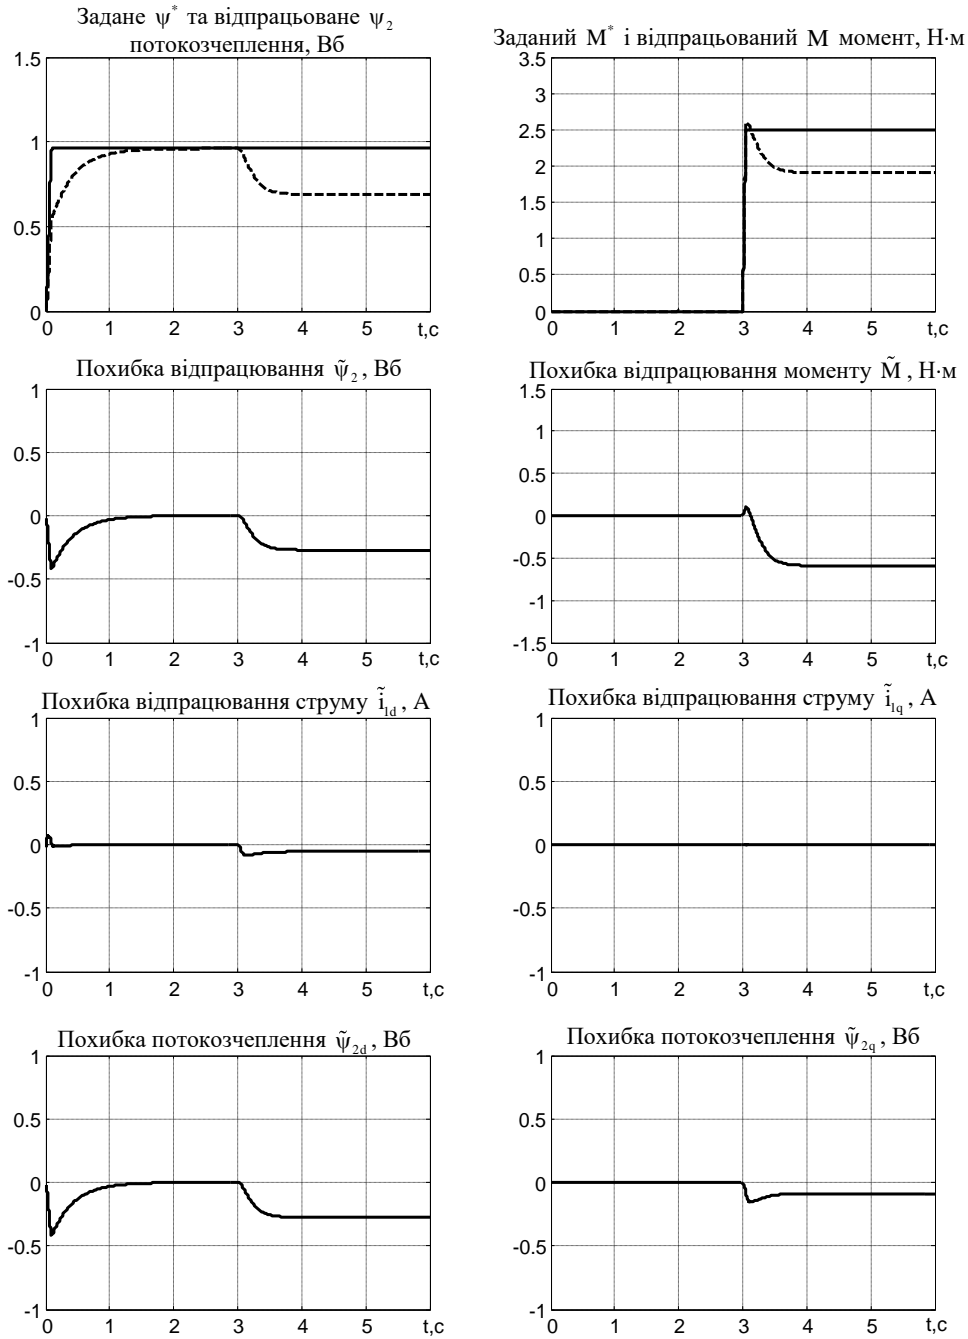 Задане ψ* та відпрацьоване ψ₂
потокозчеплення, Вб
1.5
1
0.5
0
0 1 2 3 4 5 t,c
Заданий M* і відпрацьований M момент, Н·м
3.5
3
2.5
2
1.5
1
0.5
0
0 1 2 3 4 5 t,c
Похибка відпрацювання ψ̃₂, Вб
1
0.5
0
-0.5
-1
0 1 2 3 4 5 t,c
Похибка відпрацювання моменту M̃, Н·м
1.5
1
0.5
0
-0.5
-1
-1.5
0 1 2 3 4 5 t,c
Похибка відпрацювання струму ĩ₁d, А
1
0.5
0
-0.5
-1
0 1 2 3 4 5 t,c
Похибка відпрацювання струму ĩ₁q, А
1
0.5
0
-0.5
-1
0 1 2 3 4 5 t,c
Похибка потокозчеплення ψ̃₂d, Вб
1
0.5
0
-0.5
-1
0 1 2 3 4 5 t,c
Похибка потокозчеплення ψ̃₂q, Вб
1
0.5
0
-0.5
-1
0 1 2 3 4 5 t,c